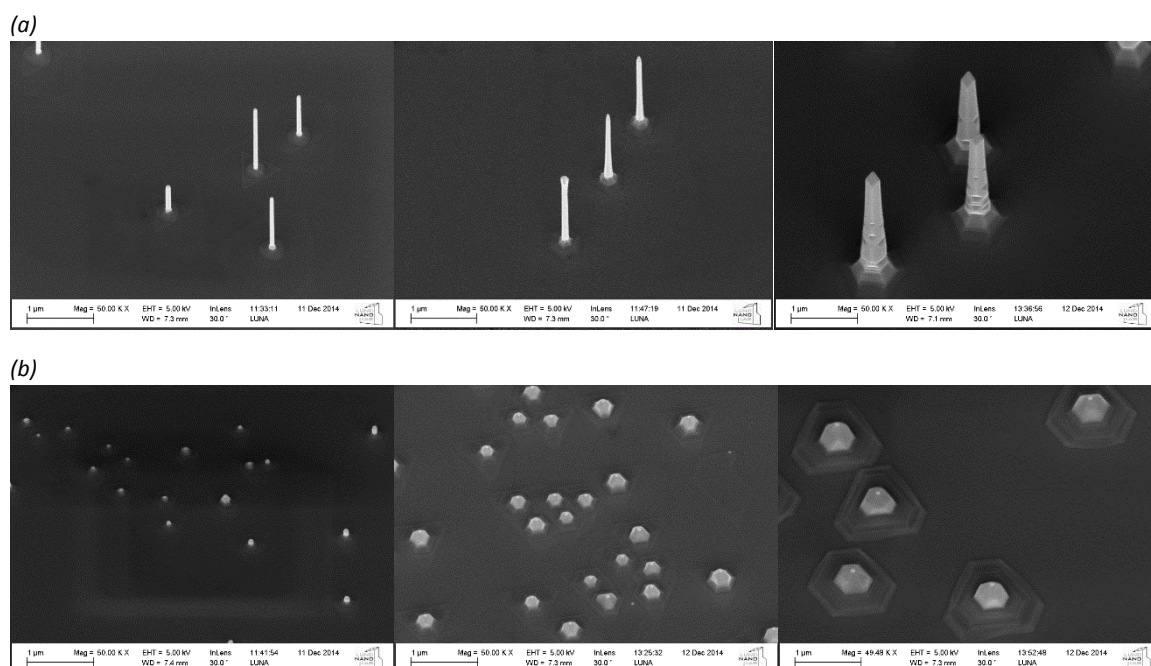 (a)
1 µm Mag = 50.00 K X EHT = 5.00 kV InLens 11:33:11 11 Dec 2014
WD = 7.3 mm 30.0 ° LUNA
1 µm Mag = 50.00 K X EHT = 5.00 kV InLens 11:47:19 11 Dec 2014
WD = 7.3 mm 30.0 ° LUNA
1 µm Mag = 50.00 K X EHT = 5.00 kV InLens 13:36:56 12 Dec 2014
WD = 7.1 mm 30.0 ° LUNA
(b)
1 µm Mag = 50.00 K X EHT = 5.00 kV InLens 11:41:54 11 Dec 2014
WD = 7.4 mm 30.0 ° LUNA
1 µm Mag = 50.00 K X EHT = 5.00 kV InLens 13:25:32 12 Dec 2014
WD = 7.3 mm 30.0 ° LUNA
1 µm Mag = 49.48 K X EHT = 5.00 kV InLens 13:52:48 12 Dec 2014
WD = 7.3 mm 30.0 ° LUNA